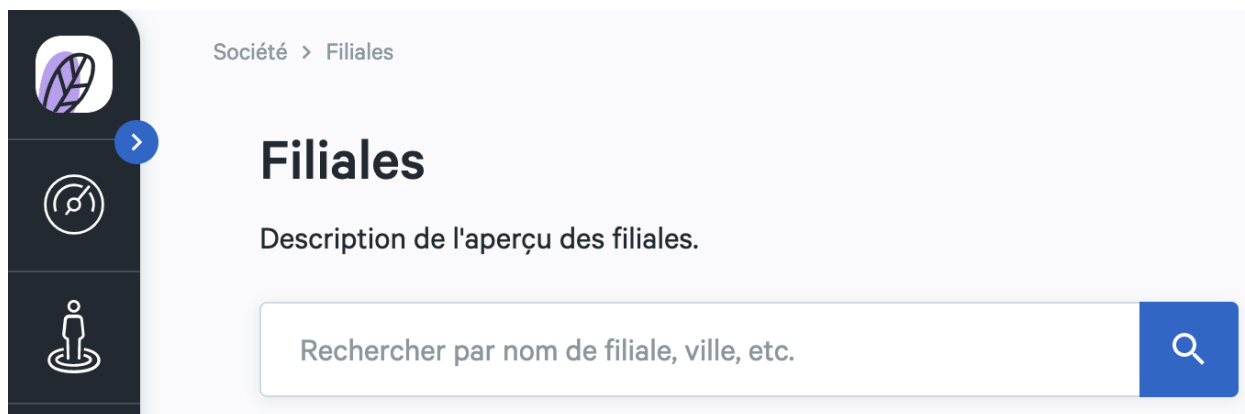 Société > Filiales
Filiales
Description de l'aperçu des filiales.
Rechercher par nom de filiale, ville, etc.